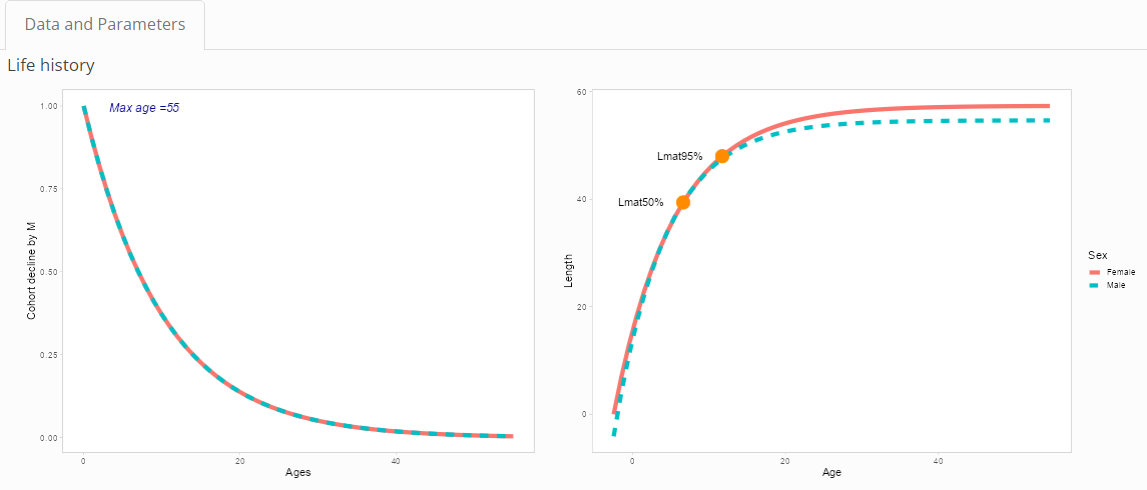 Data and Parameters
Life history
1.00
0.75
0.50
0.25
0.00
Cohort decline by M
Max age =55
0
20
40
Ages
60
40
20
0
Length
Lmat95%
Lmat50%
0
20
40
Age
Sex
Female
Male